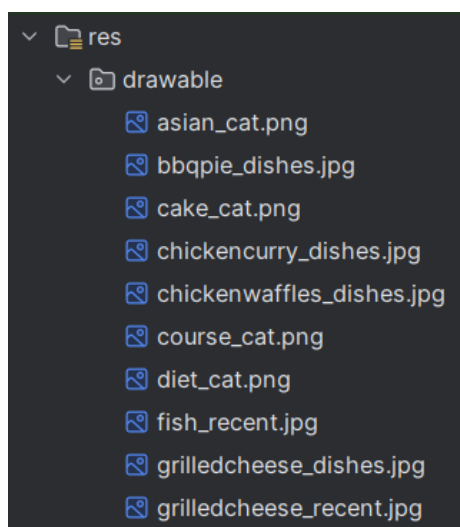 res
drawable
asian_cat.png
bbqpie_dishes.jpg
cake_cat.png
chickencurry_dishes.jpg
chickenwaffles_dishes.jpg
course_cat.png
diet_cat.png
fish_recent.jpg
grilledcheese_dishes.jpg
grilledcheese_recent.jpg